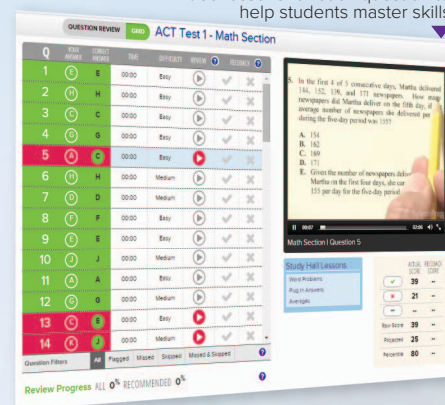 help students master skills
QUESTION REVIEW GRID ACT Test 1 - Math Section
Q YOUR ANSWER CORRECT ANSWER TIME DIFFICULTY REVIEW ? FEEDBACK ?
1 E E 00:00 Easy
2 H H 00:00 Easy
3 C C 00:00 Easy
4 G G 00:00 Easy
5 A C 00:00 Easy
6 H H 00:00 Medium
7 D D 00:00 Medium
8 F F 00:00 Easy
9 E E 00:00 Easy
10 J J 00:00 Medium
11 A A 00:00 Easy
12 G G 00:00 Medium
13 C E 00:00 Easy
14 K J 00:00 Medium
Question Filters All Flagged Missed Skipped Missed & Skipped ?
Review Progress ALL 0% RECOMMENDED 0% ?
5. In the first 4 of 5 consecutive days, Martha delivered
144, 152, 139, and 171 newspapers. How many
newspapers did Martha deliver on the fifth day, if
average number of newspapers she delivered per
during the five-day period was 155?
A. 154
B. 162
C. 169
D. 171
E. Given the number of newspapers
Martha on the first four days, she
155 per day for the five-day period
00:07 02:06
Math Section | Question 5
Study Hall Lessons
Word Problems
Plug In Answers
Averages
ACTUAL SCORE FEEDBACK SCORE
39 --
21 --
-- --
Raw Score 39 --
Projected 25 --
Percentile 80 --